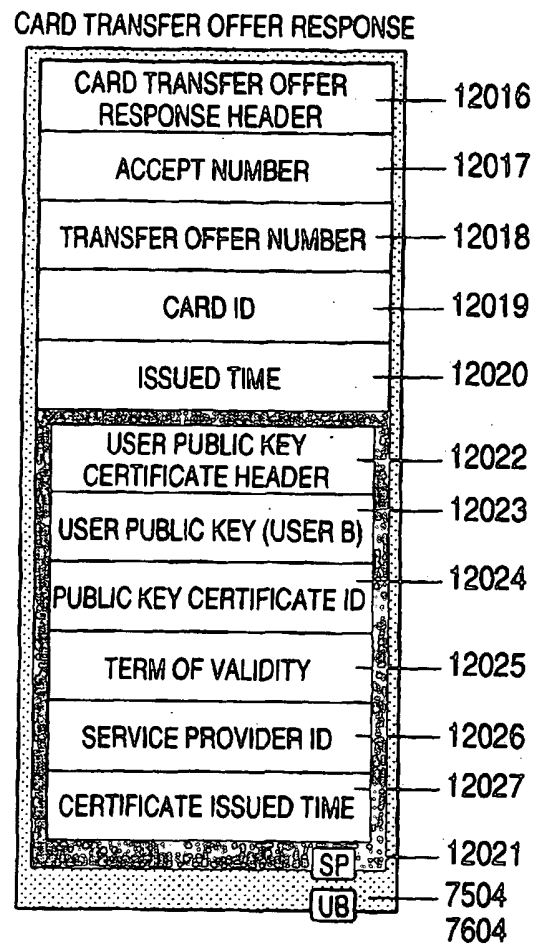 CARD TRANSFER OFFER RESPONSE
CARD TRANSFER OFFER
RESPONSE HEADER
12016
ACCEPT NUMBER
12017
TRANSFER OFFER NUMBER
12018
CARD ID
12019
ISSUED TIME
12020
USER PUBLIC KEY
CERTIFICATE HEADER
12022
USER PUBLIC KEY (USER B)
12023
PUBLIC KEY CERTIFICATE ID
12024
TERM OF VALIDITY
12025
SERVICE PROVIDER ID
12026
CERTIFICATE ISSUED TIME
12027
SP
12021
UB
7504
7604